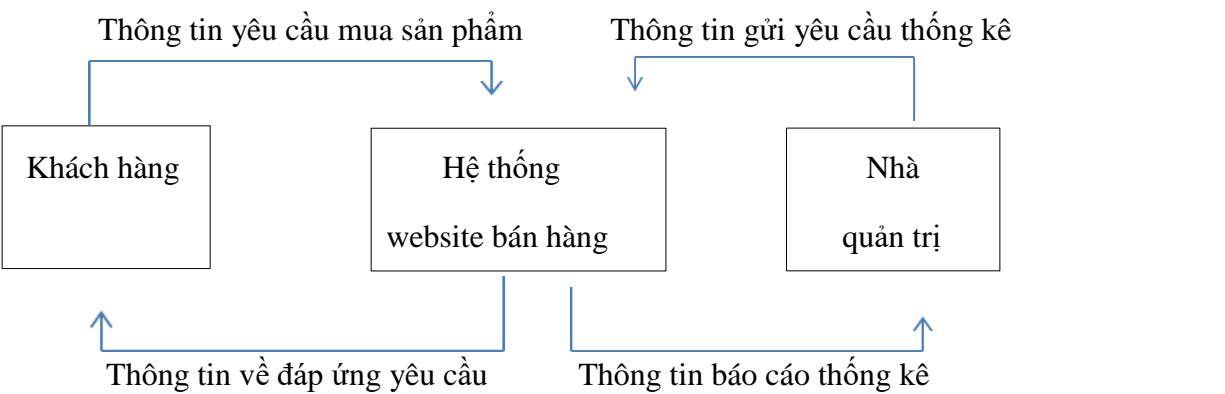 Thông tin yêu cầu mua sản phẩm
Thông tin gửi yêu cầu thống kê
Khách hàng
Hệ thống
website bán hàng
Nhà
quản trị
Thông tin về đáp ứng yêu cầu
Thông tin báo cáo thống kê